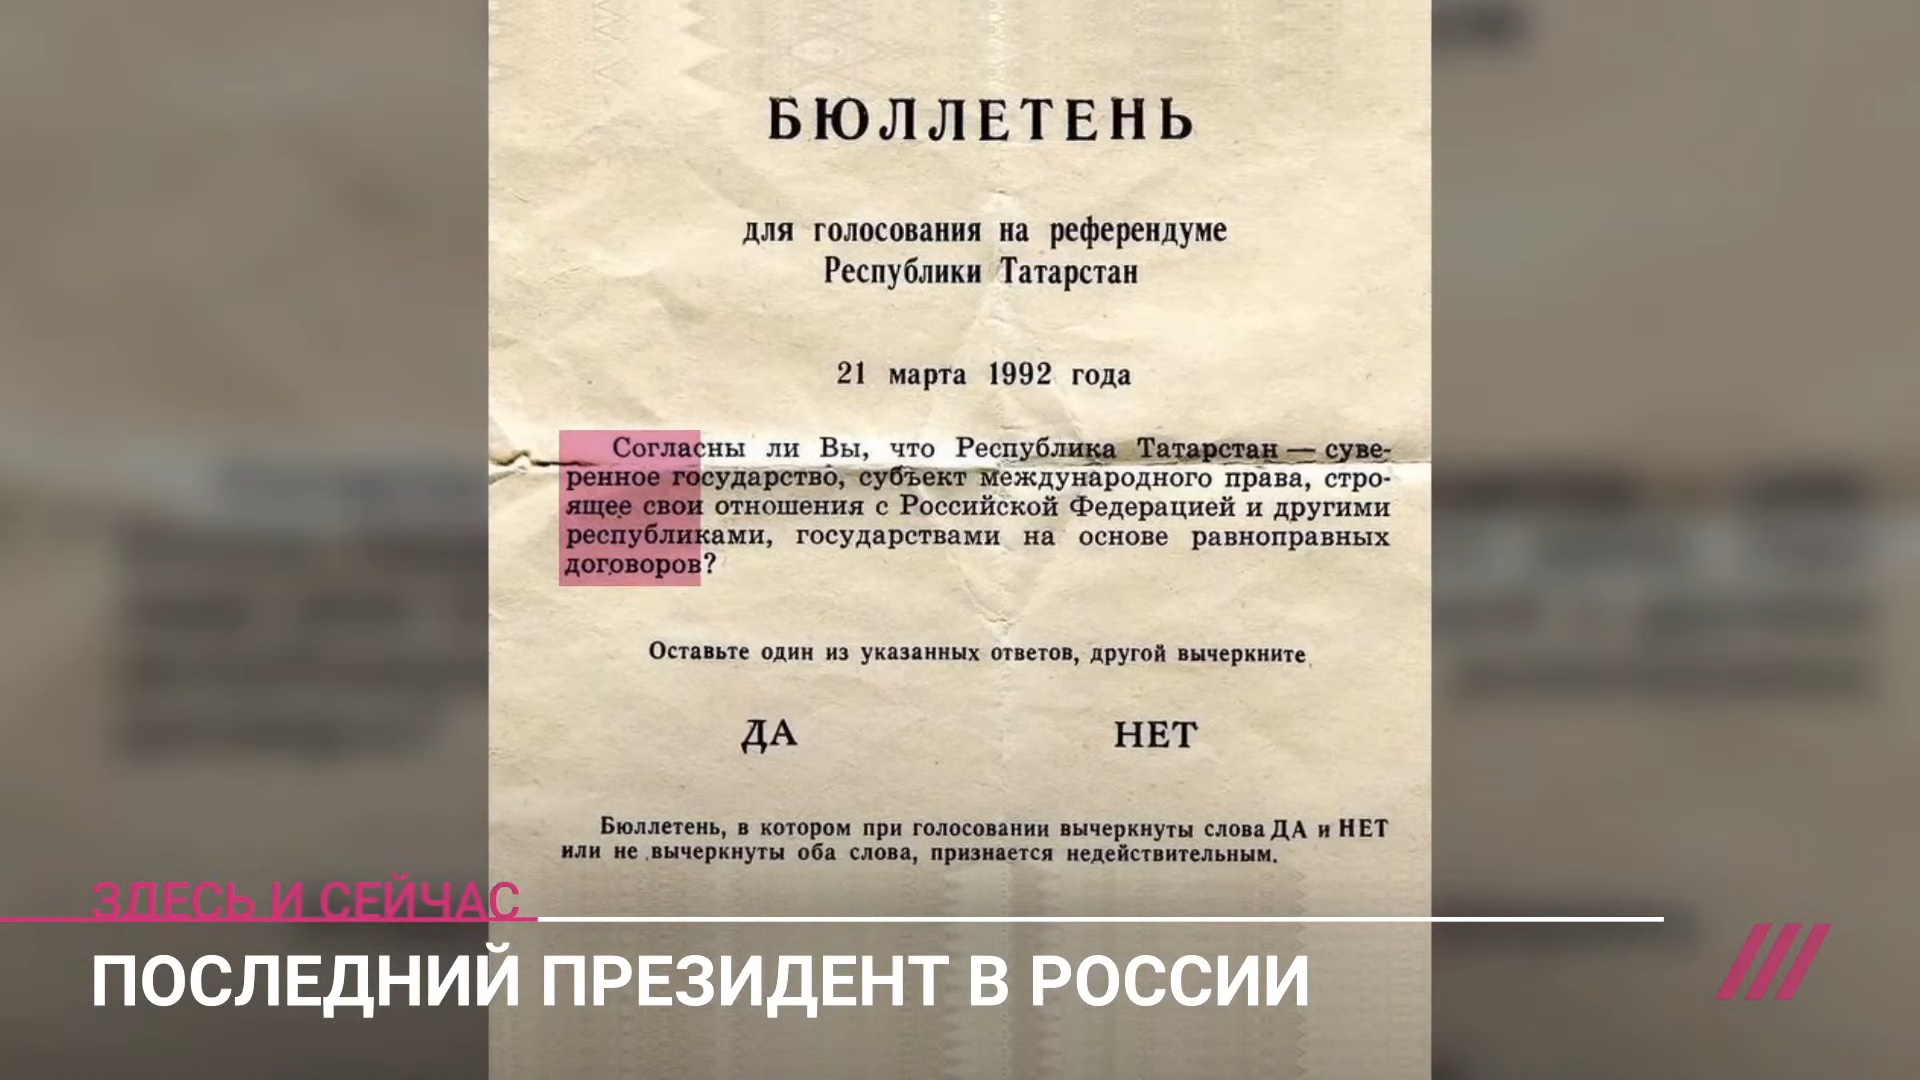 БЮЛЛЕТЕНЬ
для голосования на референдуме
Республики Татарстан
21 марта 1992 года
Согласны ли Вы, что Республика Татарстан — суве-
ренное государство, субъект международного права, стро-
ящее свои отношения с Российской Федерацией и другими
республиками, государствами на основе равноправных
договоров?
Оставьте один из указанных ответов, другой вычеркните
ДА НЕТ
Бюллетень, в котором при голосовании вычеркнуты слова ДА и НЕТ
или не вычеркнуты оба слова, признается недействительным.
ЗДЕСЬ И СЕЙЧАС
ПОСЛЕДНИЙ ПРЕЗИДЕНТ В РОССИИ